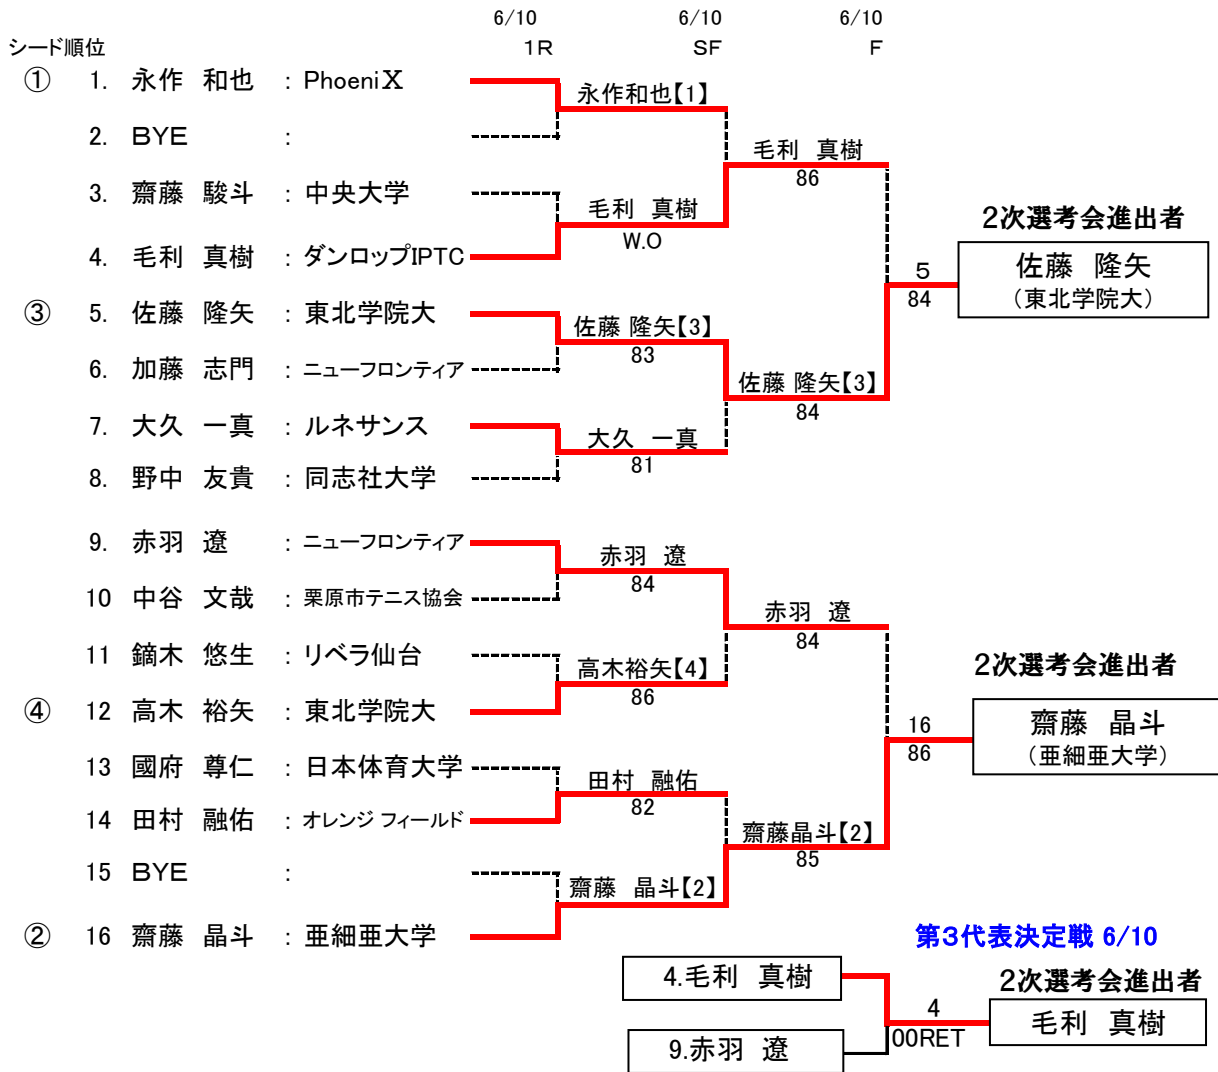 6/10 6/10 6/10
シード順位 1R SF F
① 1. 永作 和也 : PhoeniX
永作和也【1】
2. BYE :
毛利 真樹
86
3. 齋藤 駿斗 : 中央大学
毛利 真樹
W.O
2次選考会進出者
4. 毛利 真樹 : ダンロップIPTC
佐藤 隆矢
(東北学院大)
5
84
③ 5. 佐藤 隆矢 : 東北学院大
佐藤 隆矢【3】
83
6. 加藤 志門 : ニューフロンティア
佐藤 隆矢【3】
84
7. 大久 一真 : ルネサンス
大久 一真
81
8. 野中 友貴 : 同志社大学
9. 赤羽 遼 : ニューフロンティア
赤羽 遼
84
10 中谷 文哉 : 栗原市テニス協会
赤羽 遼
84
11 鏑木 悠生 : リベラ仙台
高木裕矢【4】
86
2次選考会進出者
④ 12 高木 裕矢 : 東北学院大
齋藤 晶斗
(亜細亜大学)
16
86
13 國府 尊仁 : 日本体育大学
田村 融佑
82
14 田村 融佑 : オレンジ フィールド
齋藤晶斗【2】
85
15 BYE :
齋藤 晶斗【2】
② 16 齋藤 晶斗 : 亜細亜大学
第3代表決定戦 6/10
4.毛利 真樹
2次選考会進出者
4
00RET
毛利 真樹
9.赤羽 遼